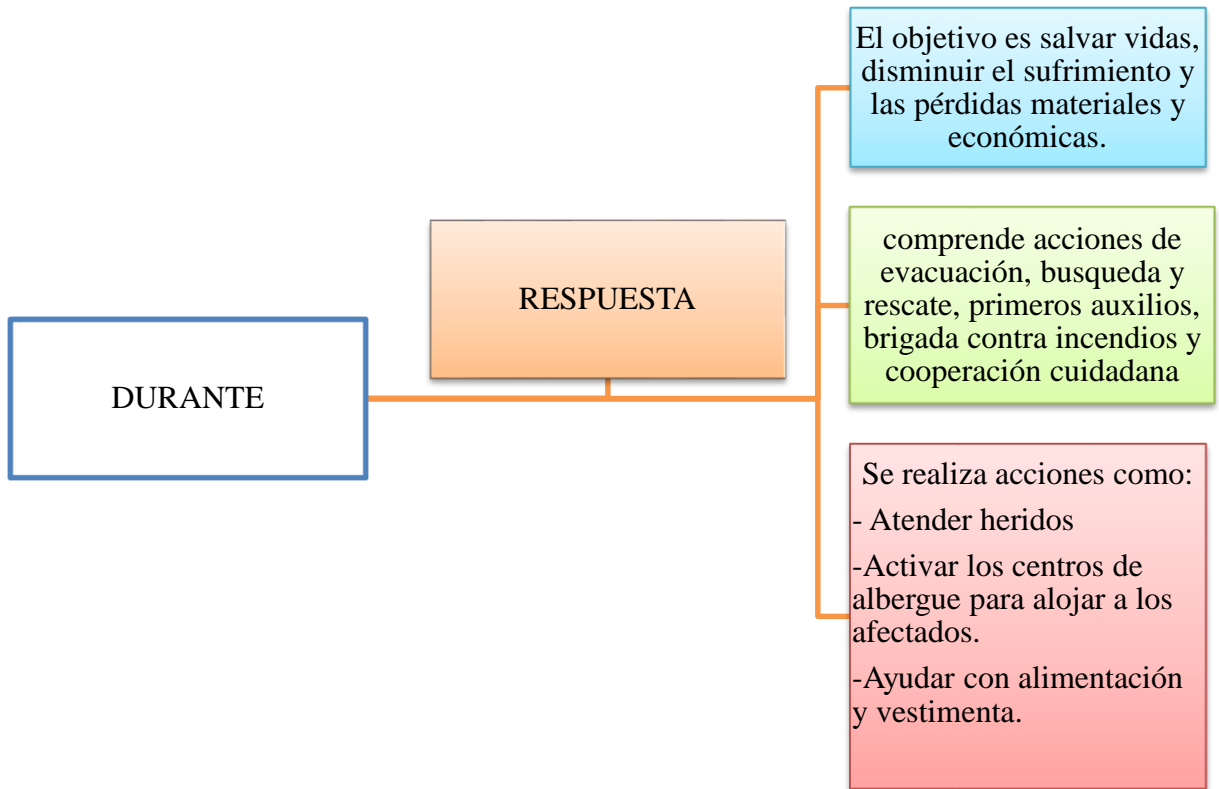 DURANTE
RESPUESTA
El objetivo es salvar vidas,
disminuir el sufrimiento y
las pérdidas materiales y
económicas.
comprende acciones de
evacuación, busqueda y
rescate, primeros auxilios,
brigada contra incendios y
cooperación cuidadana
Se realiza acciones como:
- Atender heridos
-Activar los centros de
albergue para alojar a los
afectados.
-Ayudar con alimentación
y vestimenta.